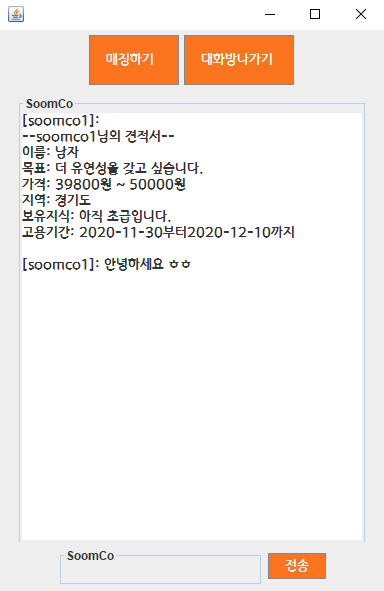 매칭하기
대화방나가기
SoomCo
[soomco1]:
--soomco1님의 견적서--
이름: 남자
목표: 더 유연성을 갖고 싶습니다.
가격: 39800원 ~ 50000원
지역: 경기도
보유지식: 아직 초급입니다.
고용기간: 2020-11-30부터2020-12-10까지
[soomco1]: 안녕하세요 ㅎㅎ
SoomCo
전송